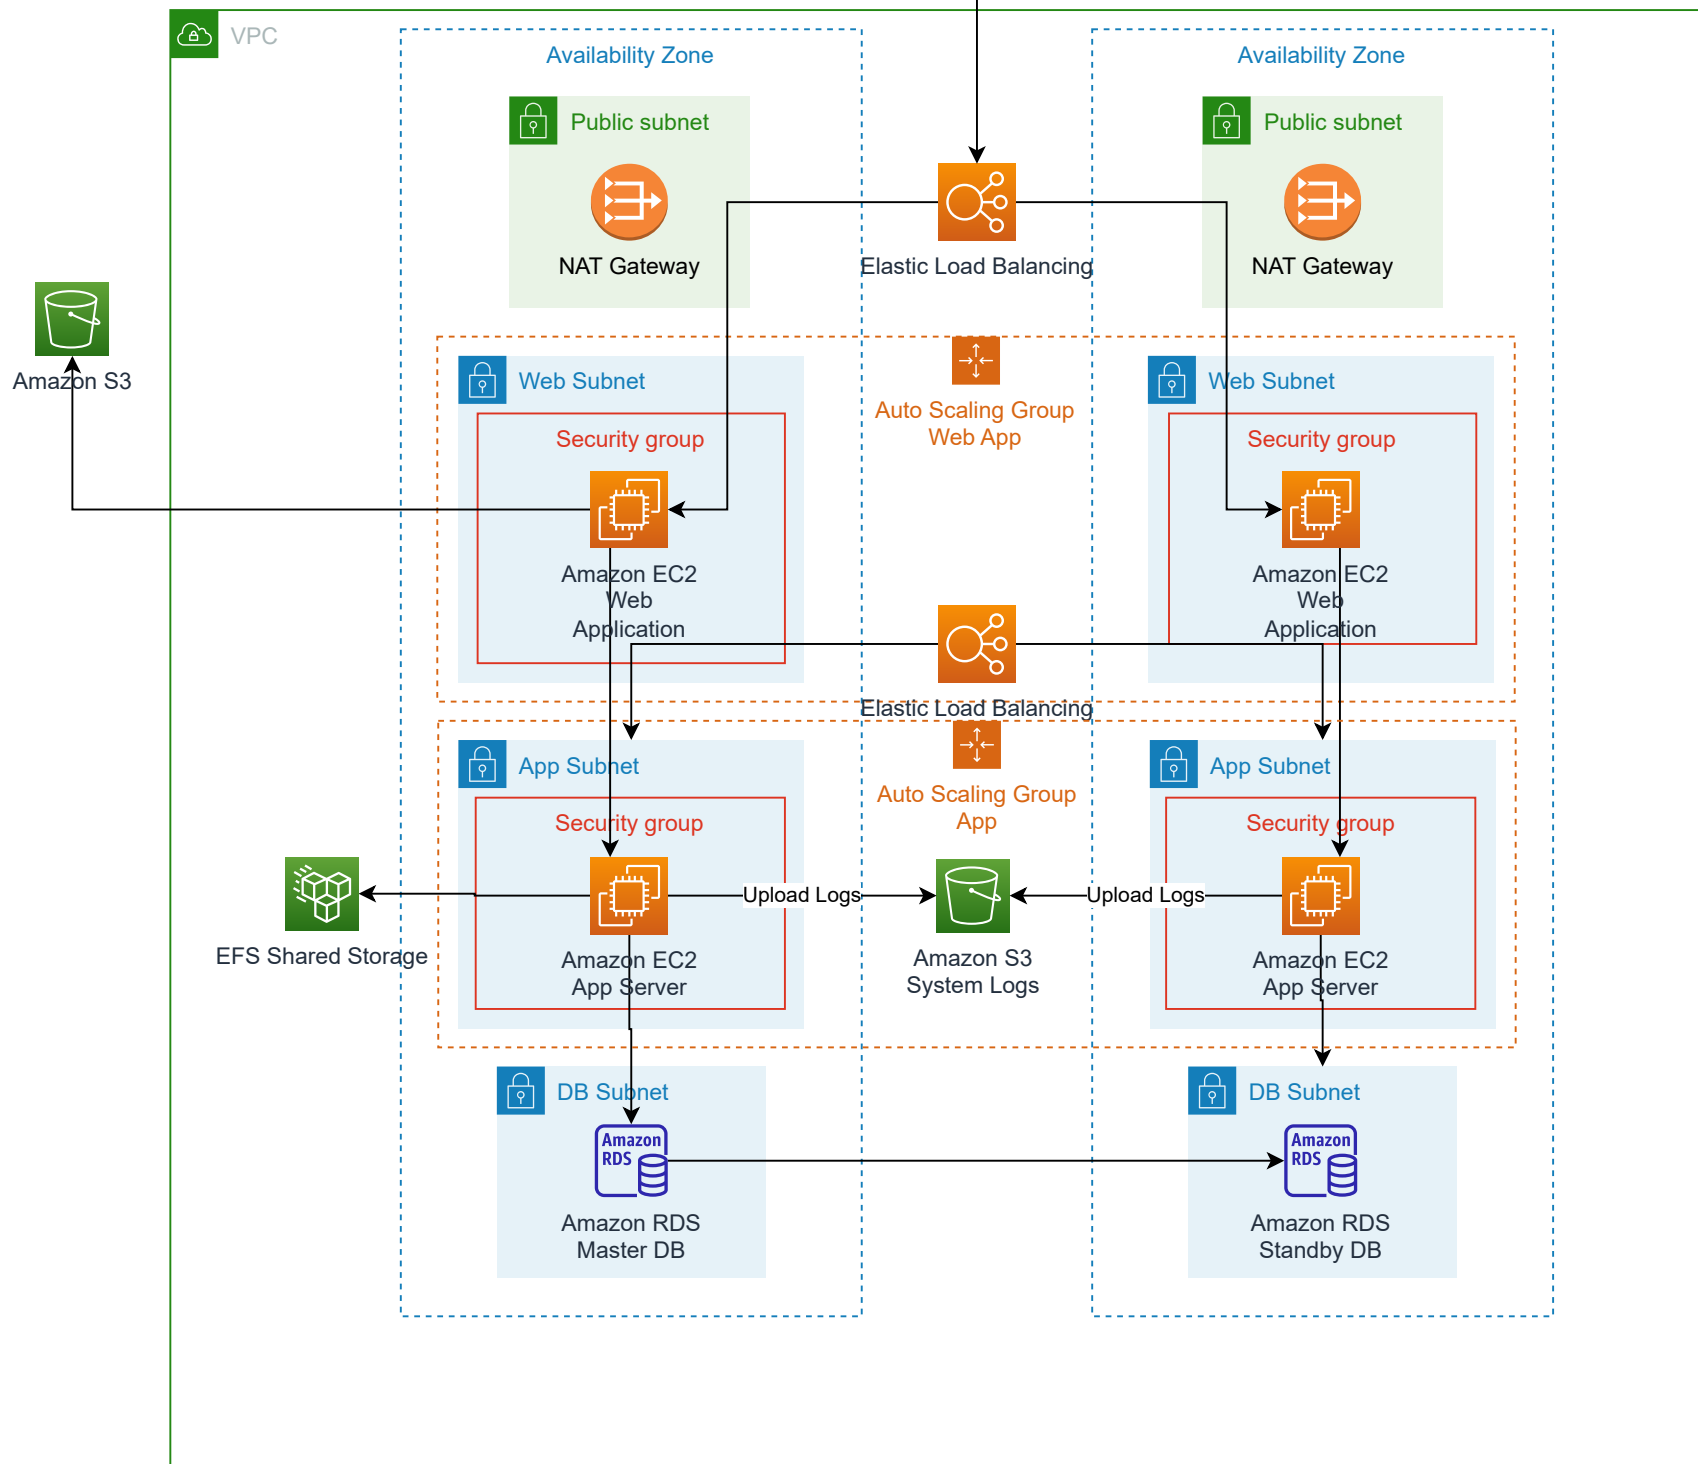 VPC
Availability Zone
Availability Zone
Public subnet
Public subnet
NAT Gateway
Elastic Load Balancing
NAT Gateway
Amazon S3
Web Subnet
Auto Scaling Group
Web App
Web Subnet
Security group
Security group
Amazon EC2
Web
Application
Amazon EC2
Web
Application
Elastic Load Balancing
App Subnet
Auto Scaling Group
App
App Subnet
Security group
Security group
Upload Logs
Upload Logs
EFS Shared Storage
Amazon EC2
App Server
Amazon S3
System Logs
Amazon EC2
App Server
DB Subnet
DB Subnet
Amazon
RDS
Amazon
RDS
Amazon RDS
Master DB
Amazon RDS
Standby DB